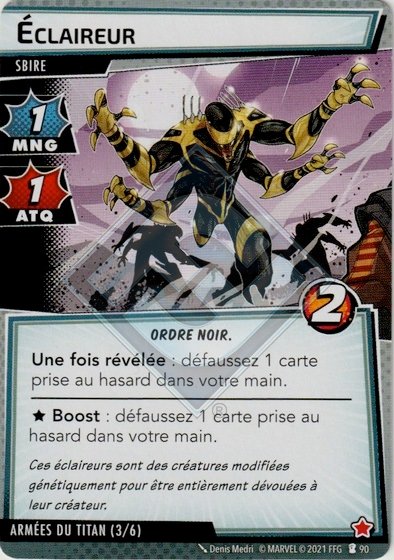 ÉCLAIREUR
SBIRE
1
MNG
1
ATQ
2
ORDRE NOIR.
Une fois révélée : défaussez 1 carte
prise au hasard dans votre main.
★ Boost : défaussez 1 carte prise au
hasard dans votre main.
Ces éclaireurs sont des créatures modifiées
génétiquement pour être entièrement dévouées à
leur créateur.
ARMÉES DU TITAN (3/6)
Denis Medri © MARVEL © 2021 FFG 90